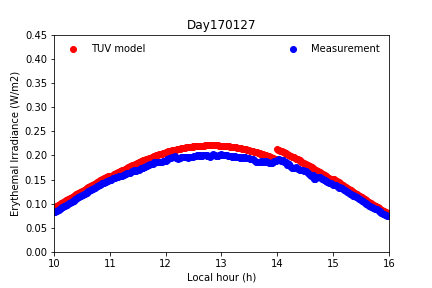 Day170127
TUV model
Measurement
Erythemal Irradiance (W/m2)
0.45
0.40
0.35
0.30
0.25
0.20
0.15
0.10
0.05
0.00
10 11 12 13 14 15 16
Local hour (h)